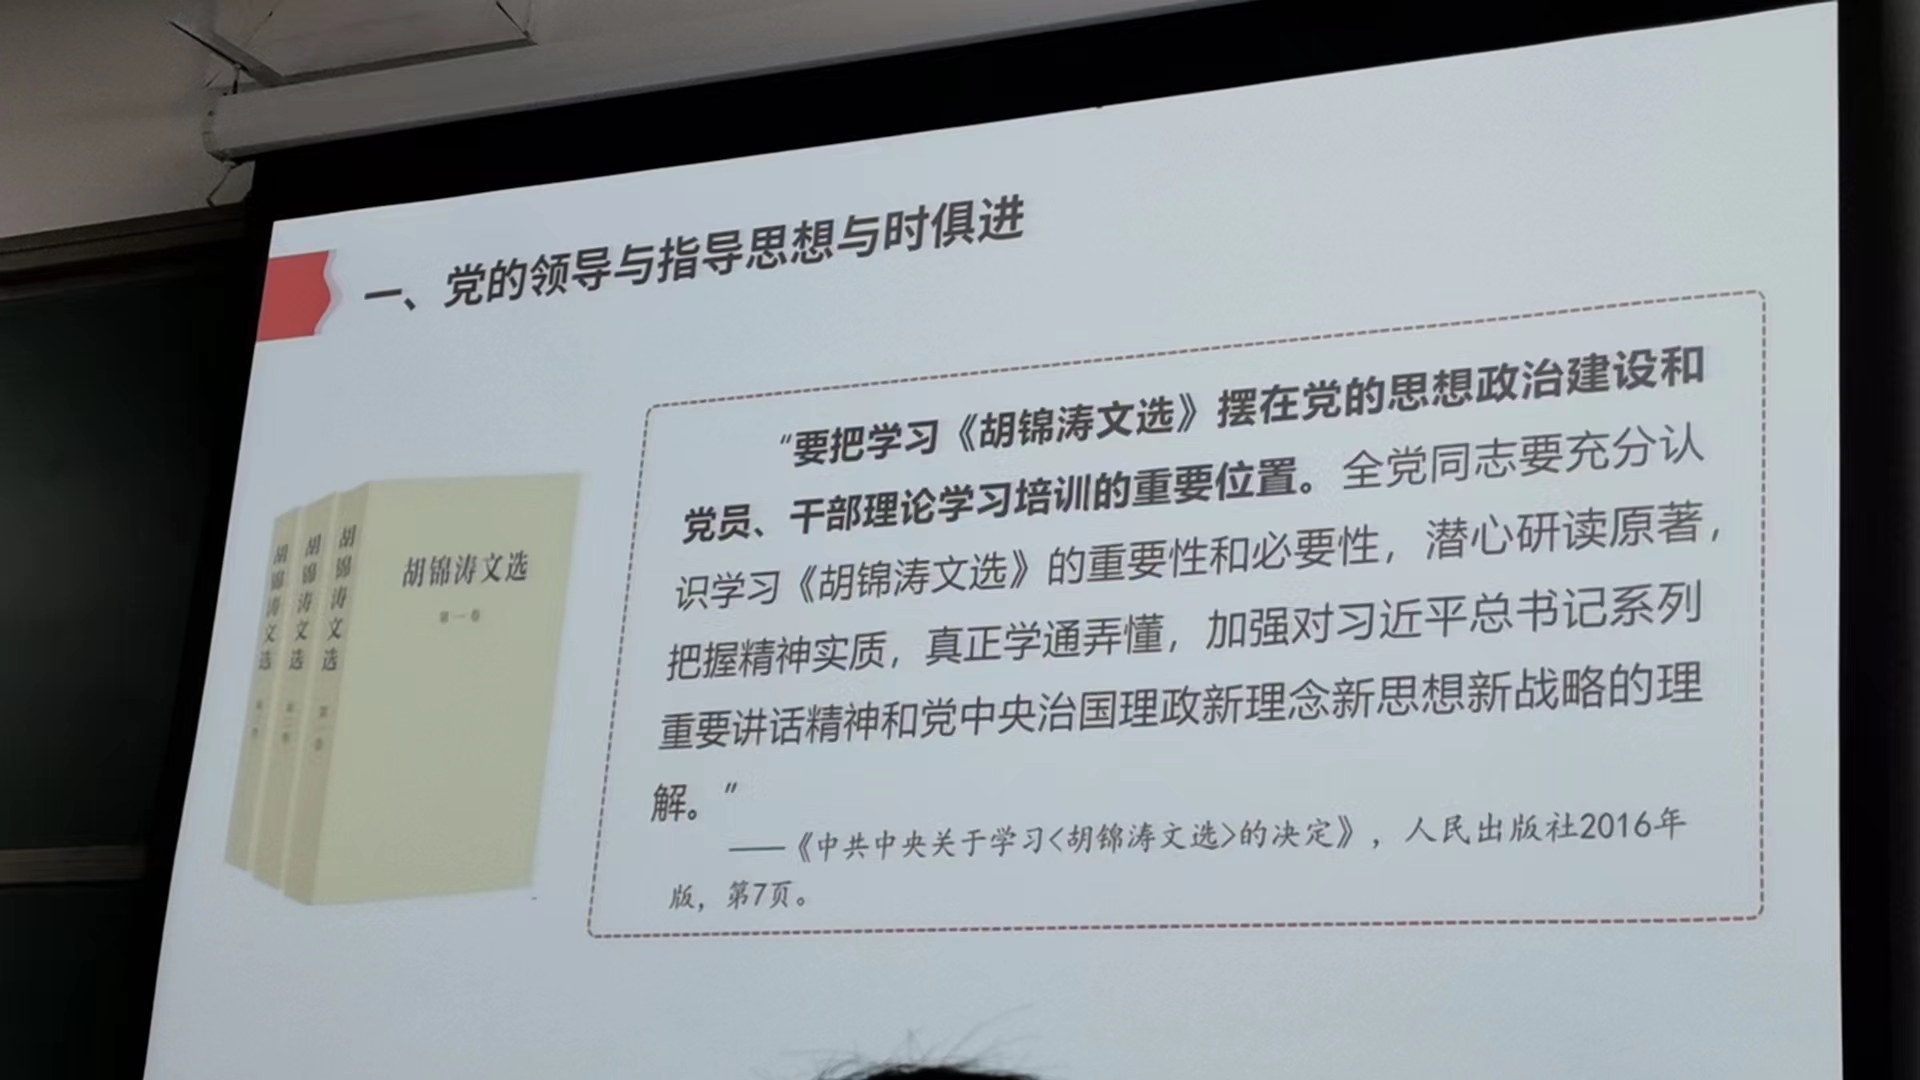 一、党的领导与指导思想与时俱进
“要把学习《胡锦涛文选》摆在党的思想政治建设和
党员、干部理论学习培训的重要位置。全党同志要充分认
识学习《胡锦涛文选》的重要性和必要性，潜心研读原著，
把握精神实质，真正学通弄懂，加强对习近平总书记系列
重要讲话精神和党中央治国理政新理念新思想新战略的理
解。”
——《中共中央关于学习<胡锦涛文选>的决定》，人民出版社2016年
版，第7页。
胡锦涛文选
第一卷
胡锦涛文选
胡锦涛文选
胡锦涛文选 第一卷